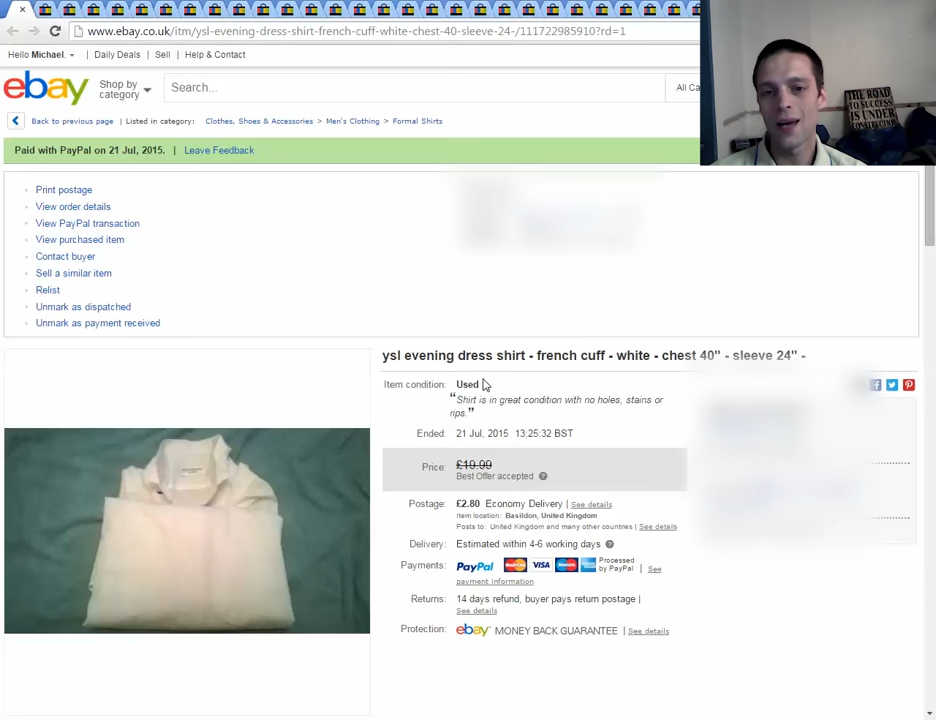 www.ebay.co.uk/itm/ysl-evening-dress-shirt-french-cuff-white-chest-40-sleeve-24-/111722985910?rd=1
Hello Michael. Daily Deals | Sell | Help & Contact
ebay
Shop by
category
Search...
All Ca
THE ROAD
TO SUCCESS
IS UNDER
CONSTRUCTION
Back to previous page | Listed in category: Clothes, Shoes & Accessories > Men's Clothing > Formal Shirts
Paid with PayPal on 21 Jul, 2015. | Leave Feedback
Print postage
View order details
View PayPal transaction
View purchased item
Contact buyer
Sell a similar item
Relist
Unmark as dispatched
Unmark as payment received
ysl evening dress shirt - french cuff - white - chest 40" - sleeve 24" -
Item condition: Used
"Shirt is in great condition with no holes, stains or
rips."
Ended: 21 Jul, 2015 13:25:32 BST
Price: £19.99
Best Offer accepted
Postage: £2.80 Economy Delivery | See details
Item location: Basildon, United Kingdom
Posts to: United Kingdom and many other countries | See details
Delivery: Estimated within 4-6 working days
Payments: PayPal MasterCard VISA Maestro Processed
by PayPal | See
payment information
Returns: 14 days refund, buyer pays return postage |
See details
Protection: ebay MONEY BACK GUARANTEE | See details